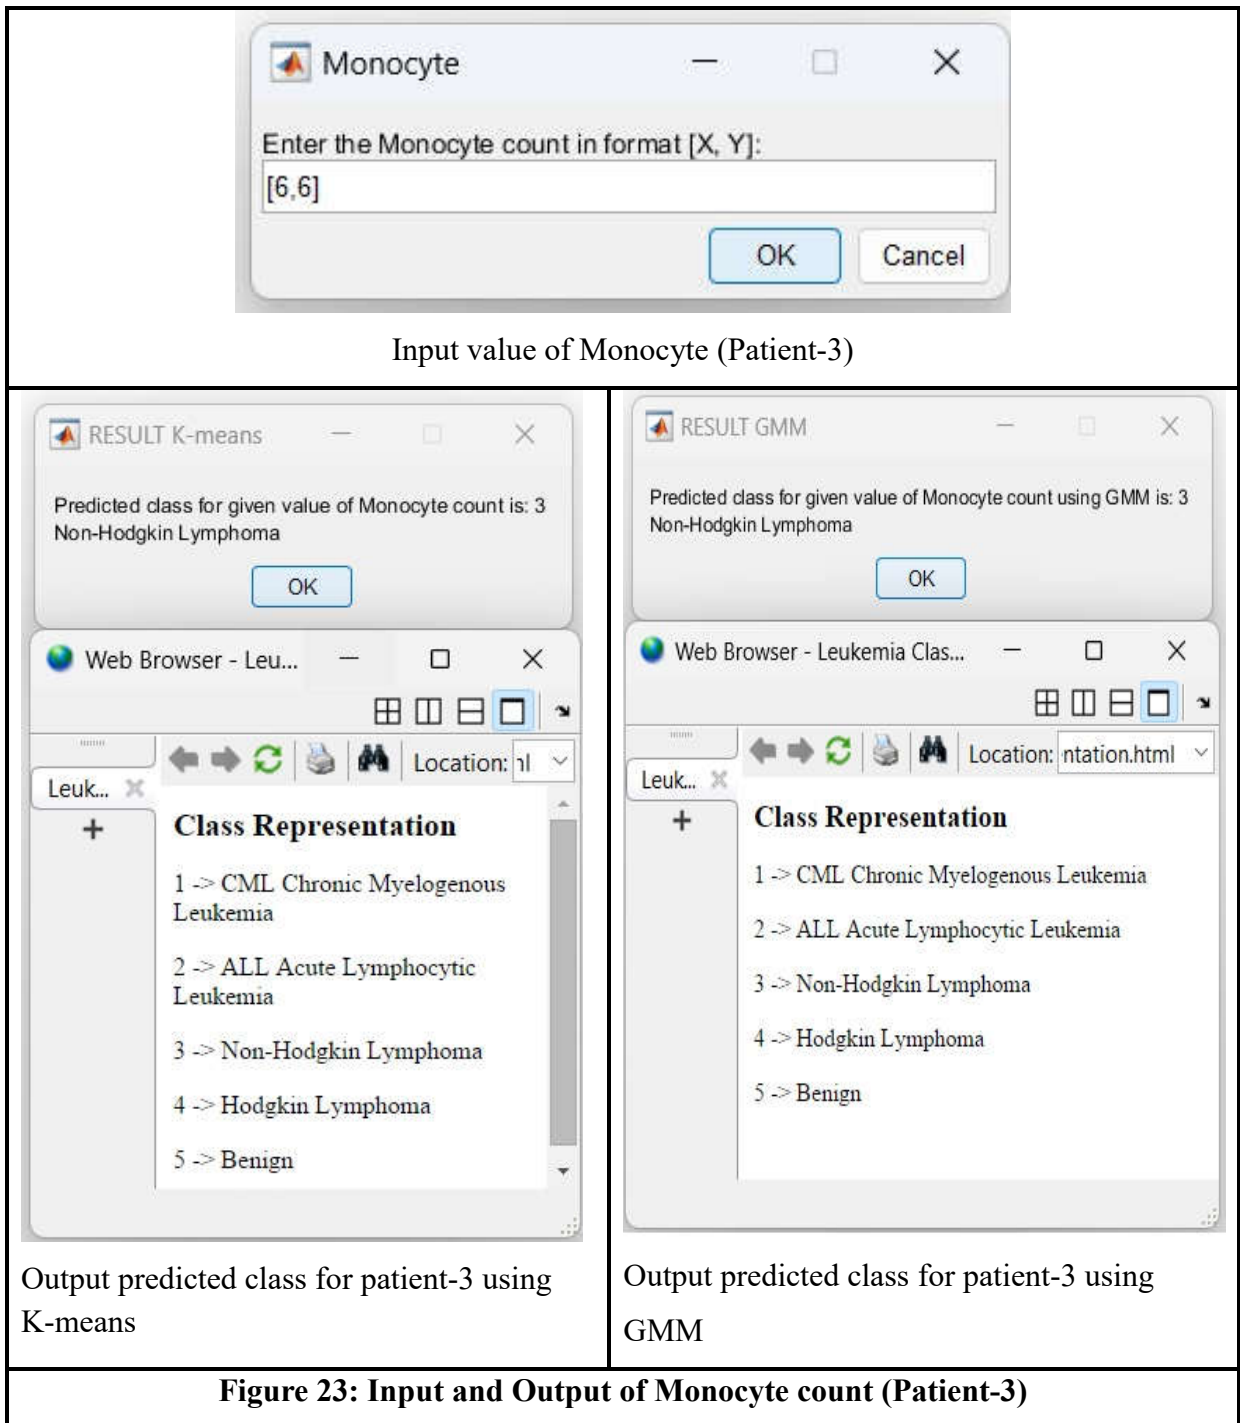 Monocyte
Enter the Monocyte count in format [X, Y]:
[6,6]
OK
Cancel
Input value of Monocyte (Patient-3)
RESULT K-means
Predicted class for given value of Monocyte count is: 3
Non-Hodgkin Lymphoma
OK
Web Browser - Leu...
Location:
Leuk...
Class Representation
1 -> CML Chronic Myelogenous
Leukemia
2 -> ALL Acute Lymphocytic
Leukemia
3 -> Non-Hodgkin Lymphoma
4 -> Hodgkin Lymphoma
5 -> Benign
Output predicted class for patient-3 using
K-means
RESULT GMM
Predicted class for given value of Monocyte count using GMM is: 3
Non-Hodgkin Lymphoma
OK
Web Browser - Leukemia Clas...
Location: ntation.html
Leuk...
Class Representation
1 -> CML Chronic Myelogenous Leukemia
2 -> ALL Acute Lymphocytic Leukemia
3 -> Non-Hodgkin Lymphoma
4 -> Hodgkin Lymphoma
5 -> Benign
Output predicted class for patient-3 using
GMM
Figure 23: Input and Output of Monocyte count (Patient-3)